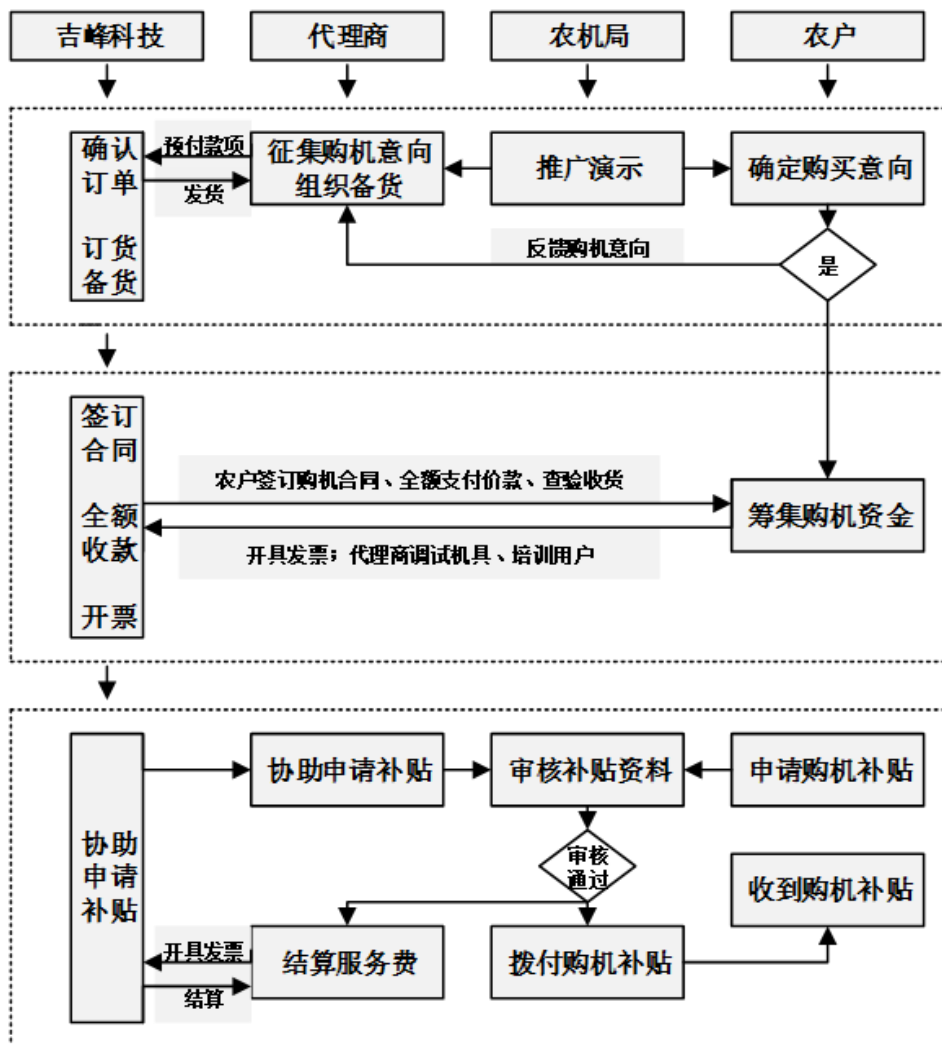 吉峰科技
代理商
农机局
农户
确认
订单
订货
备货
预付款项
发货
征集购机意向
组织备货
推广演示
确定购买意向
反馈购机意向
是
签订
合同
全额
收款
开票
农户签订购机合同、全额支付价款、查验收货
开具发票；代理商调试机具、培训用户
筹集购机资金
协助
申请
补贴
协助申请补贴
审核补贴资料
申请购机补贴
审核
通过
收到购机补贴
开具发票
结算
结算服务费
拨付购机补贴